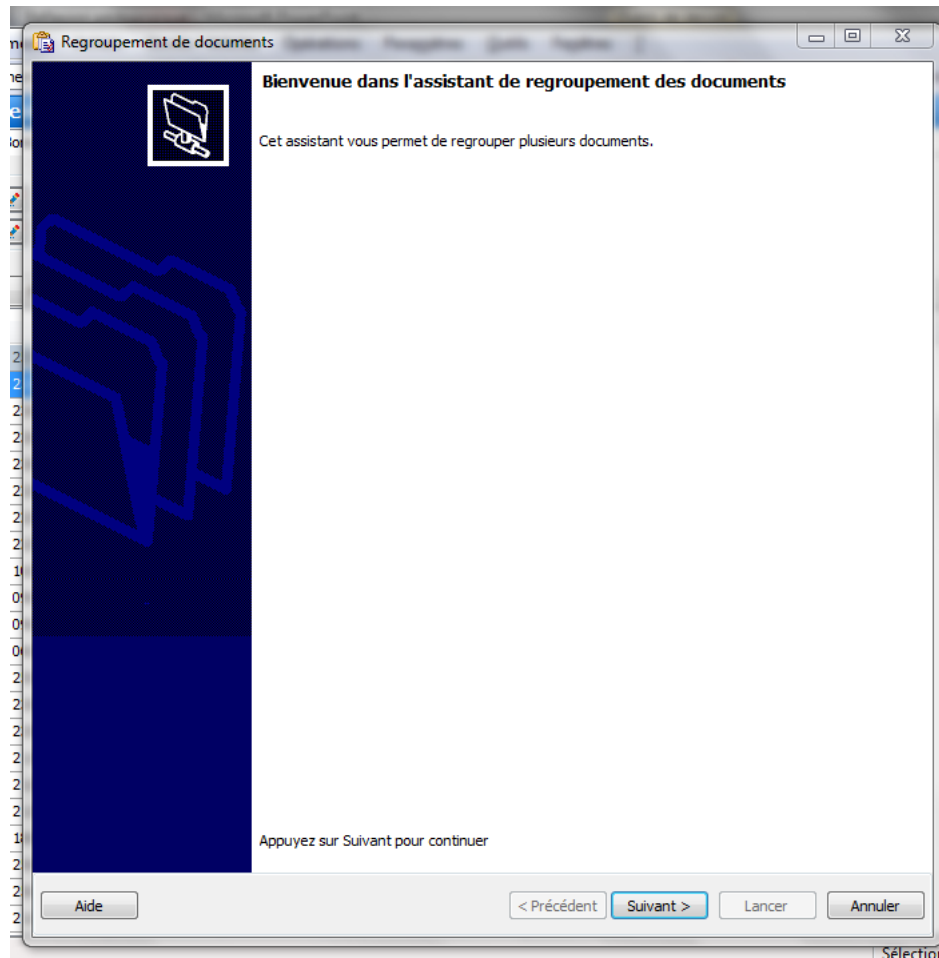 Regroupement de documents
Bienvenue dans l'assistant de regroupement des documents
Cet assistant vous permet de regrouper plusieurs documents.
Appuyez sur Suivant pour continuer
Aide
< Précédent
Suivant >
Lancer
Annuler